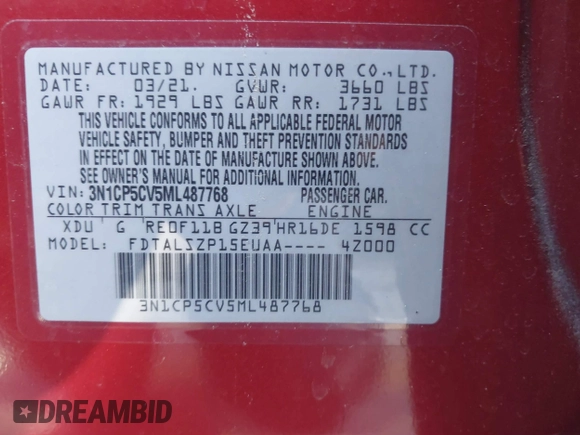 MANUFACTURED BY NISSAN MOTOR CO., LTD.
DATE: 03/21. GVWR: 3660 LBS
GAWR FR: 1929 LBS GAWR RR: 1731 LBS
THIS VEHICLE CONFORMS TO ALL APPLICABLE FEDERAL MOTOR
VEHICLE SAFETY, BUMPER AND THEFT PREVENTION STANDARDS
IN EFFECT ON THE DATE OF MANUFACTURE SHOWN ABOVE.
SEE OWNER'S MANUAL FOR ADDITIONAL INFORMATION.
VIN: 3N1CP5CV5ML487768 PASSENGER CAR.
COLOR TRIM TRANS AXLE ENGINE
XDU G RE0F11B GZ39 HR16DE 1598 CC
MODEL: FDTALSZP15EUAA---- 4Z000
3N1CP5CV5ML487768
DREAMBID